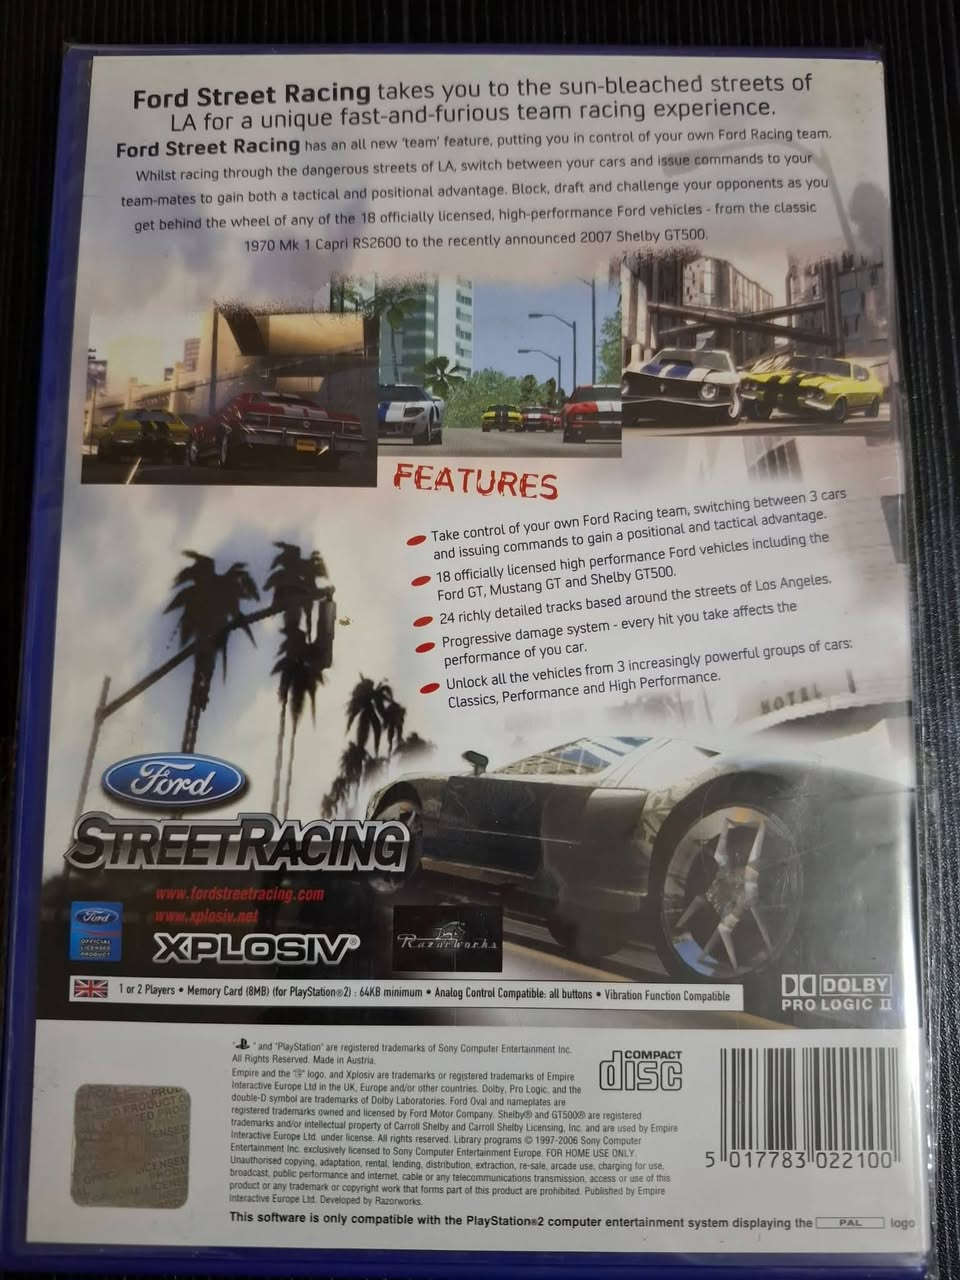 Ford Street Racing takes you to the sun-bleached streets of
LA for a unique fast-and-furious team racing experience.
Ford Street Racing has an all new 'team' feature, putting you in control of your own Ford Racing team.
Whilst racing through the dangerous streets of LA, switch between your cars and issue commands to your
team-mates to gain both a tactical and positional advantage. Block, draft and challenge your opponents as you
get behind the wheel of any of the 18 officially licensed, high-performance Ford vehicles - from the classic
1970 Mk 1 Capri RS2600 to the recently announced 2007 Shelby GT500.
FEATURES
Take control of your own Ford Racing team, switching between 3 cars
and issuing commands to gain a positional and tactical advantage.
18 officially licensed high performance Ford vehicles including the
Ford GT, Mustang GT and Shelby GT500.
24 richly detailed tracks based around the streets of Los Angeles.
Progressive damage system - every hit you take affects the
performance of you car.
Unlock all the vehicles from 3 increasingly powerful groups of cars:
Classics, Performance and High Performance.
HOTEL
Ford
STREET RACING
www.fordstreetracing.com
www.xplosiv.net
Ford
OFFICIAL
LICENSED
PRODUCT
XPLOSIV®
Razorworks
1 or 2 Players • Memory Card (8MB) (for PlayStation®2) : 64KB minimum • Analog Control Compatible: all buttons • Vibration Function Compatible
DOLBY
PRO LOGIC II
" " and "PlayStation" are registered trademarks of Sony Computer Entertainment Inc.
All Rights Reserved. Made in Austria.
Empire and the " " logo, and Xplosiv are trademarks or registered trademarks of Empire
Interactive Europe Ltd in the UK, Europe and/or other countries. Dolby, Pro Logic, and the
double-D symbol are trademarks of Dolby Laboratories. Ford Oval and nameplates are
registered trademarks owned and licensed by Ford Motor Company. Shelby® and GT500® are registered
trademarks and/or intellectual property of Carroll Shelby and Carroll Shelby Licensing, Inc. and are used by Empire
Interactive Europe Ltd. under license. All rights reserved. Library programs © 1997-2006 Sony Computer
Entertainment Inc. exclusively licensed to Sony Computer Entertainment Europe. FOR HOME USE ONLY.
Unauthorised copying, adaptation, rental, lending, distribution, extraction, re-sale, arcade use, charging for use,
broadcast, public performance and internet, cable or any telecommunications transmission, access or use of this
product or any trademark or copyright work that forms part of this product are prohibited. Published by Empire
Interactive Europe Ltd. Developed by Razorworks.
COMPACT
disc
5 017783 022100
This software is only compatible with the PlayStation®2 computer entertainment system displaying the PAL logo